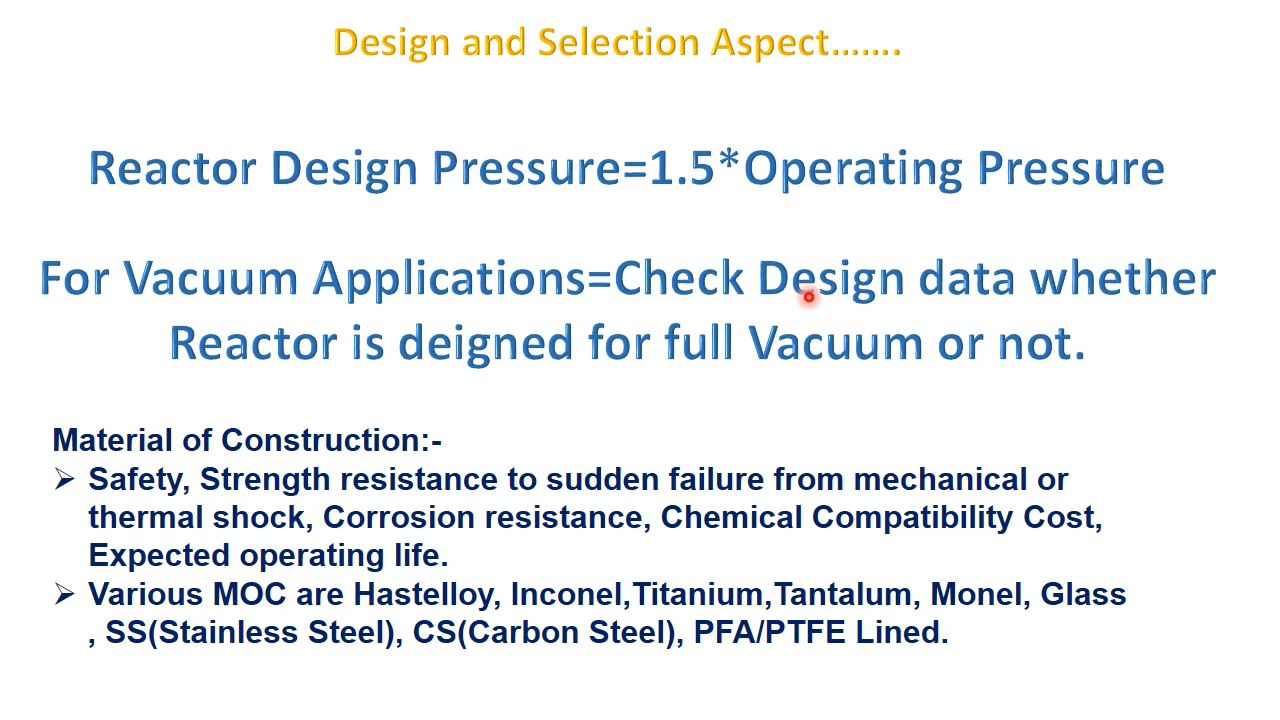 Design and Selection Aspect.......
Reactor Design Pressure=1.5*Operating Pressure
For Vacuum Applications=Check Design data whether
Reactor is deigned for full Vacuum or not.
Material of Construction:-
➢ Safety, Strength resistance to sudden failure from mechanical or
thermal shock, Corrosion resistance, Chemical Compatibility Cost,
Expected operating life.
➢ Various MOC are Hastelloy, Inconel,Titanium,Tantalum, Monel, Glass
, SS(Stainless Steel), CS(Carbon Steel), PFA/PTFE Lined.